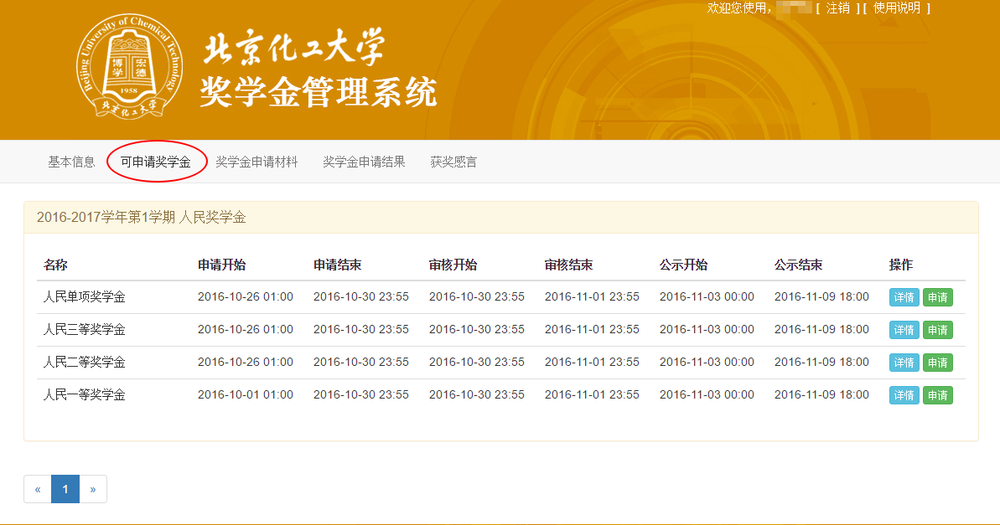 欢迎您使用， [ 注销 ] [ 使用说明 ]
Beijing University of Chemical Technology
博学 宏德
1958
北京化工大学
北京化工大学
奖学金管理系统
基本信息 可申请奖学金 奖学金申请材料 奖学金申请结果 获奖感言
2016-2017学年第1学期 人民奖学金
名称 申请开始 申请结束 审核开始 审核结束 公示开始 公示结束 操作
人民单项奖学金 2016-10-26 01:00 2016-10-30 23:55 2016-10-30 23:55 2016-11-01 23:55 2016-11-03 00:00 2016-11-09 18:00 详情 申请
人民三等奖学金 2016-10-26 01:00 2016-10-30 23:55 2016-10-30 23:55 2016-11-01 23:55 2016-11-03 00:00 2016-11-09 18:00 详情 申请
人民二等奖学金 2016-10-26 01:00 2016-10-30 23:55 2016-10-30 23:55 2016-11-01 23:55 2016-11-03 00:00 2016-11-09 18:00 详情 申请
人民一等奖学金 2016-10-01 01:00 2016-10-30 23:55 2016-10-30 23:55 2016-11-01 23:55 2016-11-03 00:00 2016-11-09 18:00 详情 申请
« 1 »